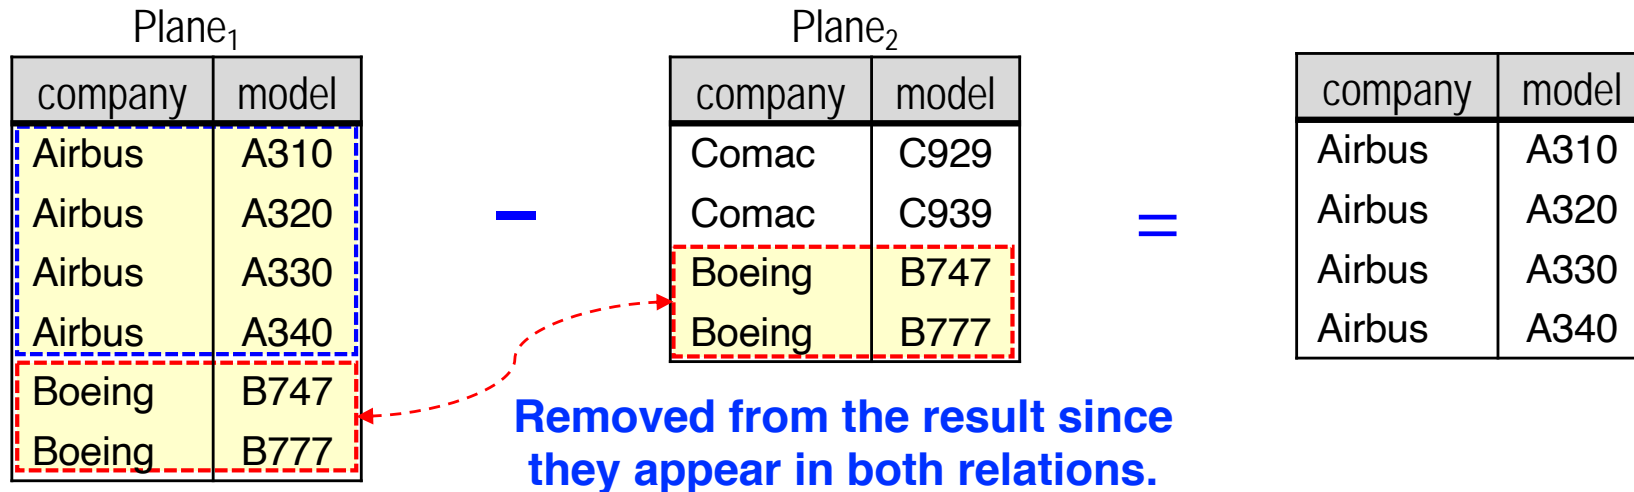 Plane1
company model
Airbus A310
Airbus A320
Airbus A330
Airbus A340
Boeing B747
Boeing B777
–
Plane2
company model
Comac C929
Comac C939
Boeing B747
Boeing B777
=
company model
Airbus A310
Airbus A320
Airbus A330
Airbus A340
Removed from the result since
they appear in both relations.